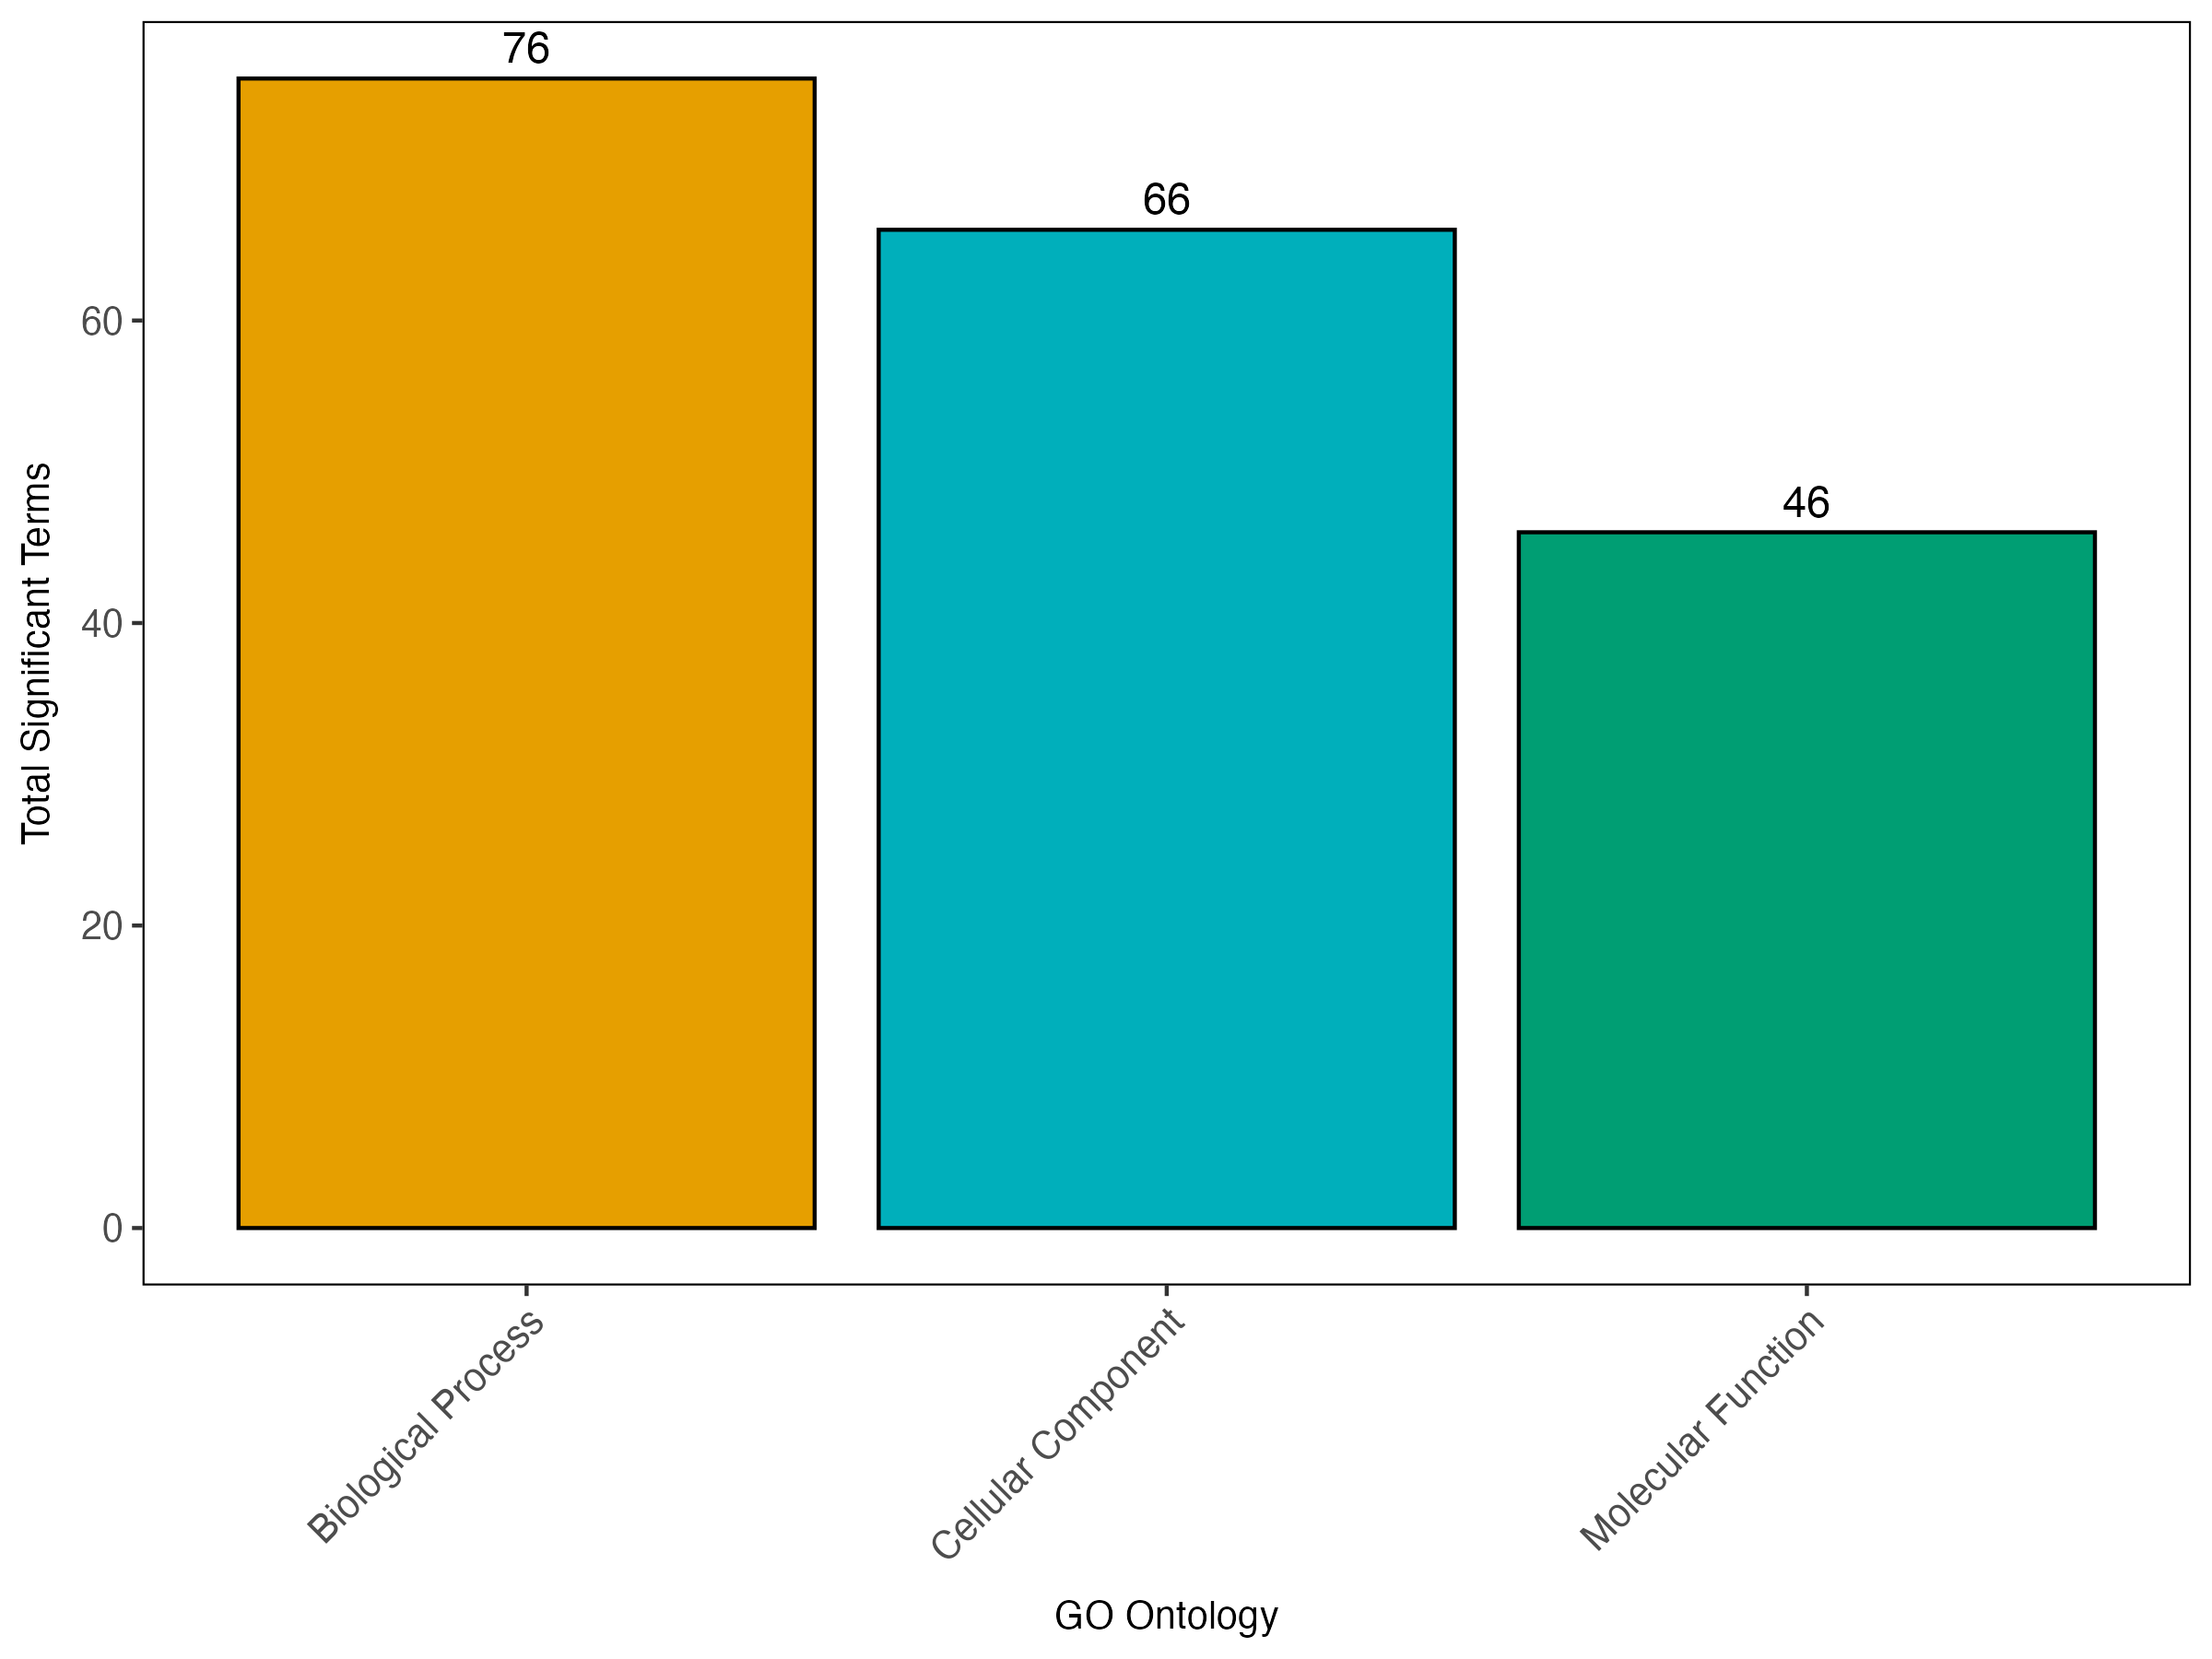 76
66
46
60
40
20
0
Total Significant Terms
Biological Process
Cellular Component
Molecular Function
GO Ontology